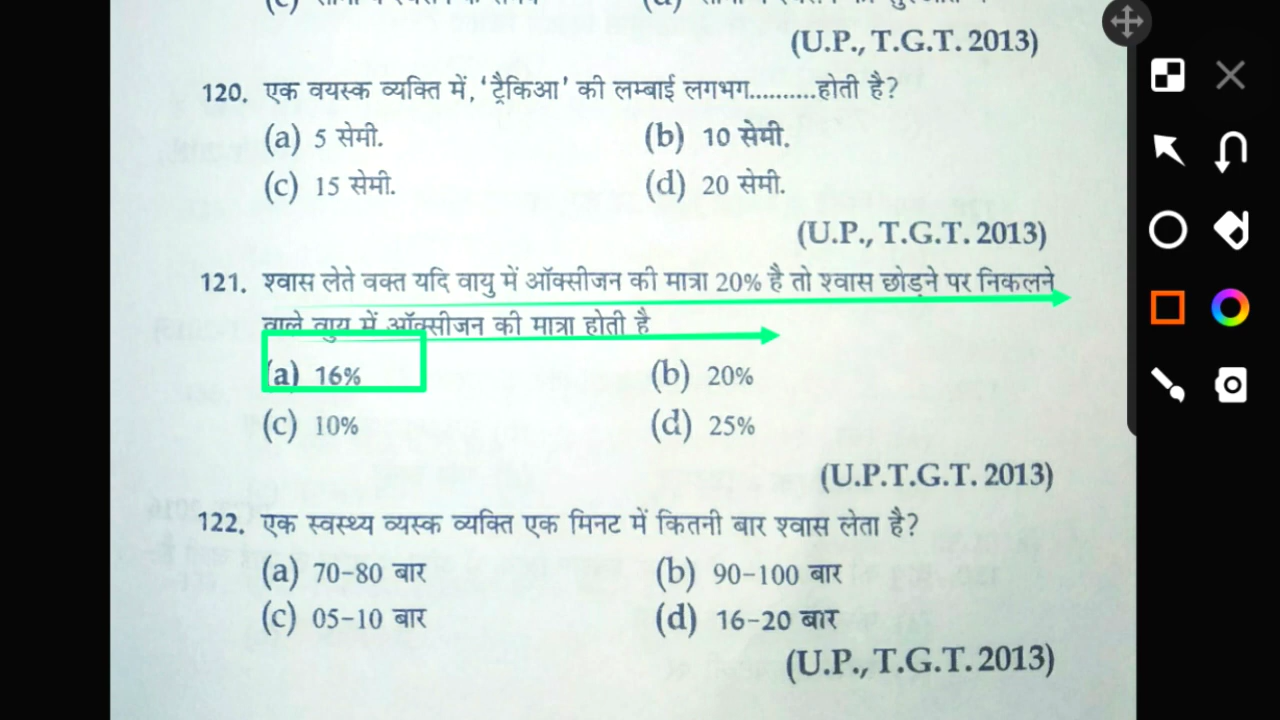 (U.P., T.G.T. 2013)
120. एक वयस्क व्यक्ति में, 'ट्रैकिआ' की लम्बाई लगभग..........होती है?
(a) 5 सेमी. (b) 10 सेमी.
(c) 15 सेमी. (d) 20 सेमी.
(U.P., T.G.T. 2013)
121. श्वास लेते वक्त यदि वायु में ऑक्सीजन की मात्रा 20% है तो श्वास छोड़ने पर निकलने
वाले वायु में ऑक्सीजन की मात्रा होती है
(a) 16% (b) 20%
(c) 10% (d) 25%
(U.P.T.G.T. 2013)
122. एक स्वस्थ्य व्यस्क व्यक्ति एक मिनट में कितनी बार श्वास लेता है?
(a) 70-80 बार (b) 90-100 बार
(c) 05-10 बार (d) 16-20 बार
(U.P., T.G.T. 2013)